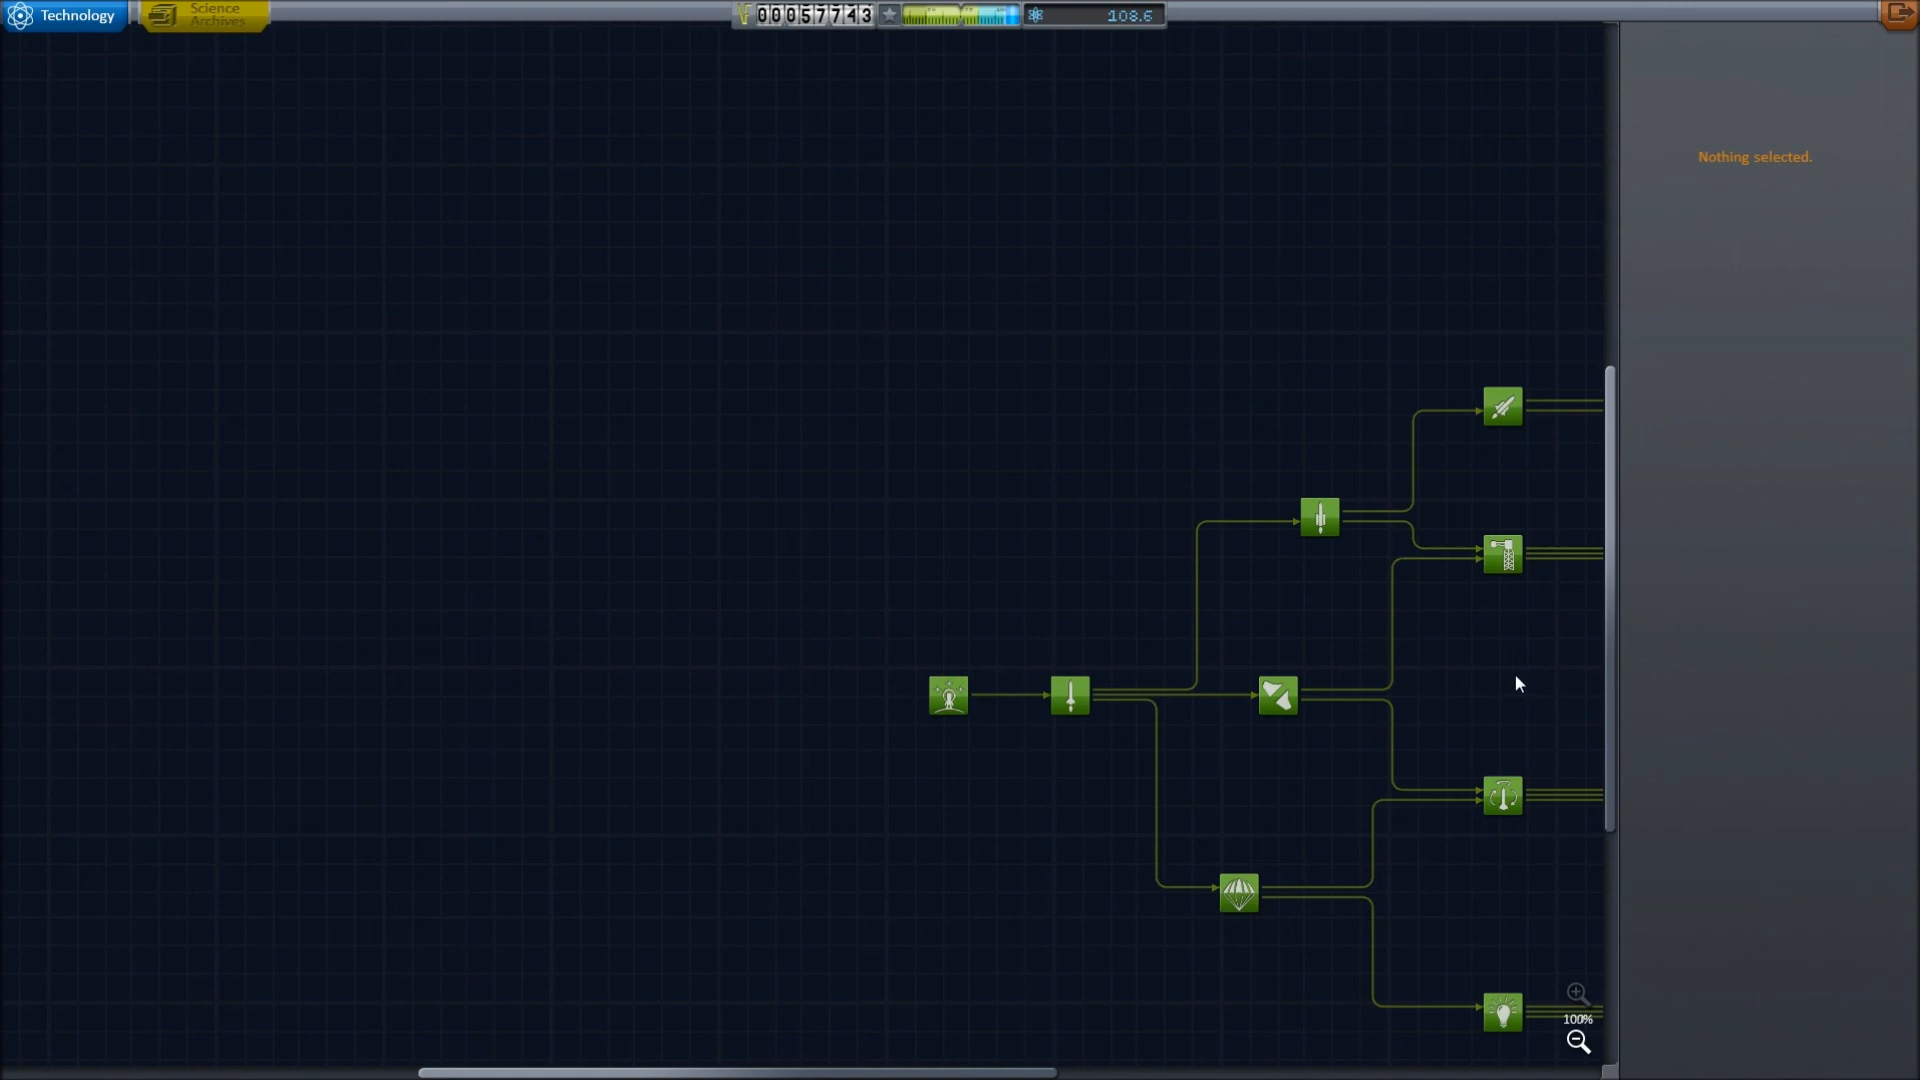 Technology
Science
Archives
00057743
108.6
Nothing selected.
100%